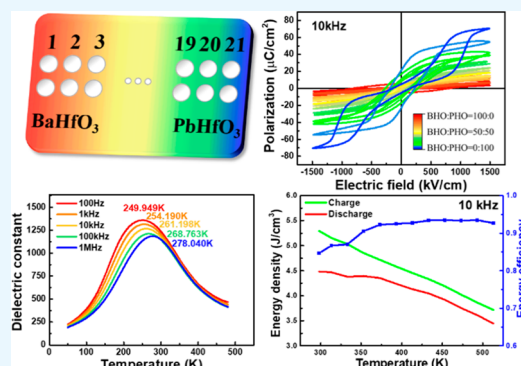 1 2 3
19 20 21
BaHfO3
PbHfO3
10kHz
Polarization (μC/cm²)
80
60
40
20
0
-20
-40
-60
-80
BHO:PHO=100:0
BHO:PHO=50:50
BHO:PHO=0:100
-1500 -1000 -500 0 500 1000 1500
Electric field (kV/cm)
100Hz
1kHz
10kHz
100kHz
1MHz
249.949K
254.190K
261.198K
268.763K
278.040K
Dielectric constant
1500
1250
1000
750
500
250
0
0 100 200 300 400 500
Temperature (K)
Charge
Discharge
10 kHz
Energy density (J/cm³)
6.0
5.5
5.0
4.5
4.0
3.5
3.0
1.0
0.9
0.8
0.7
0.6
Energy efficiency
300 350 400 450 500
Temperature (K)